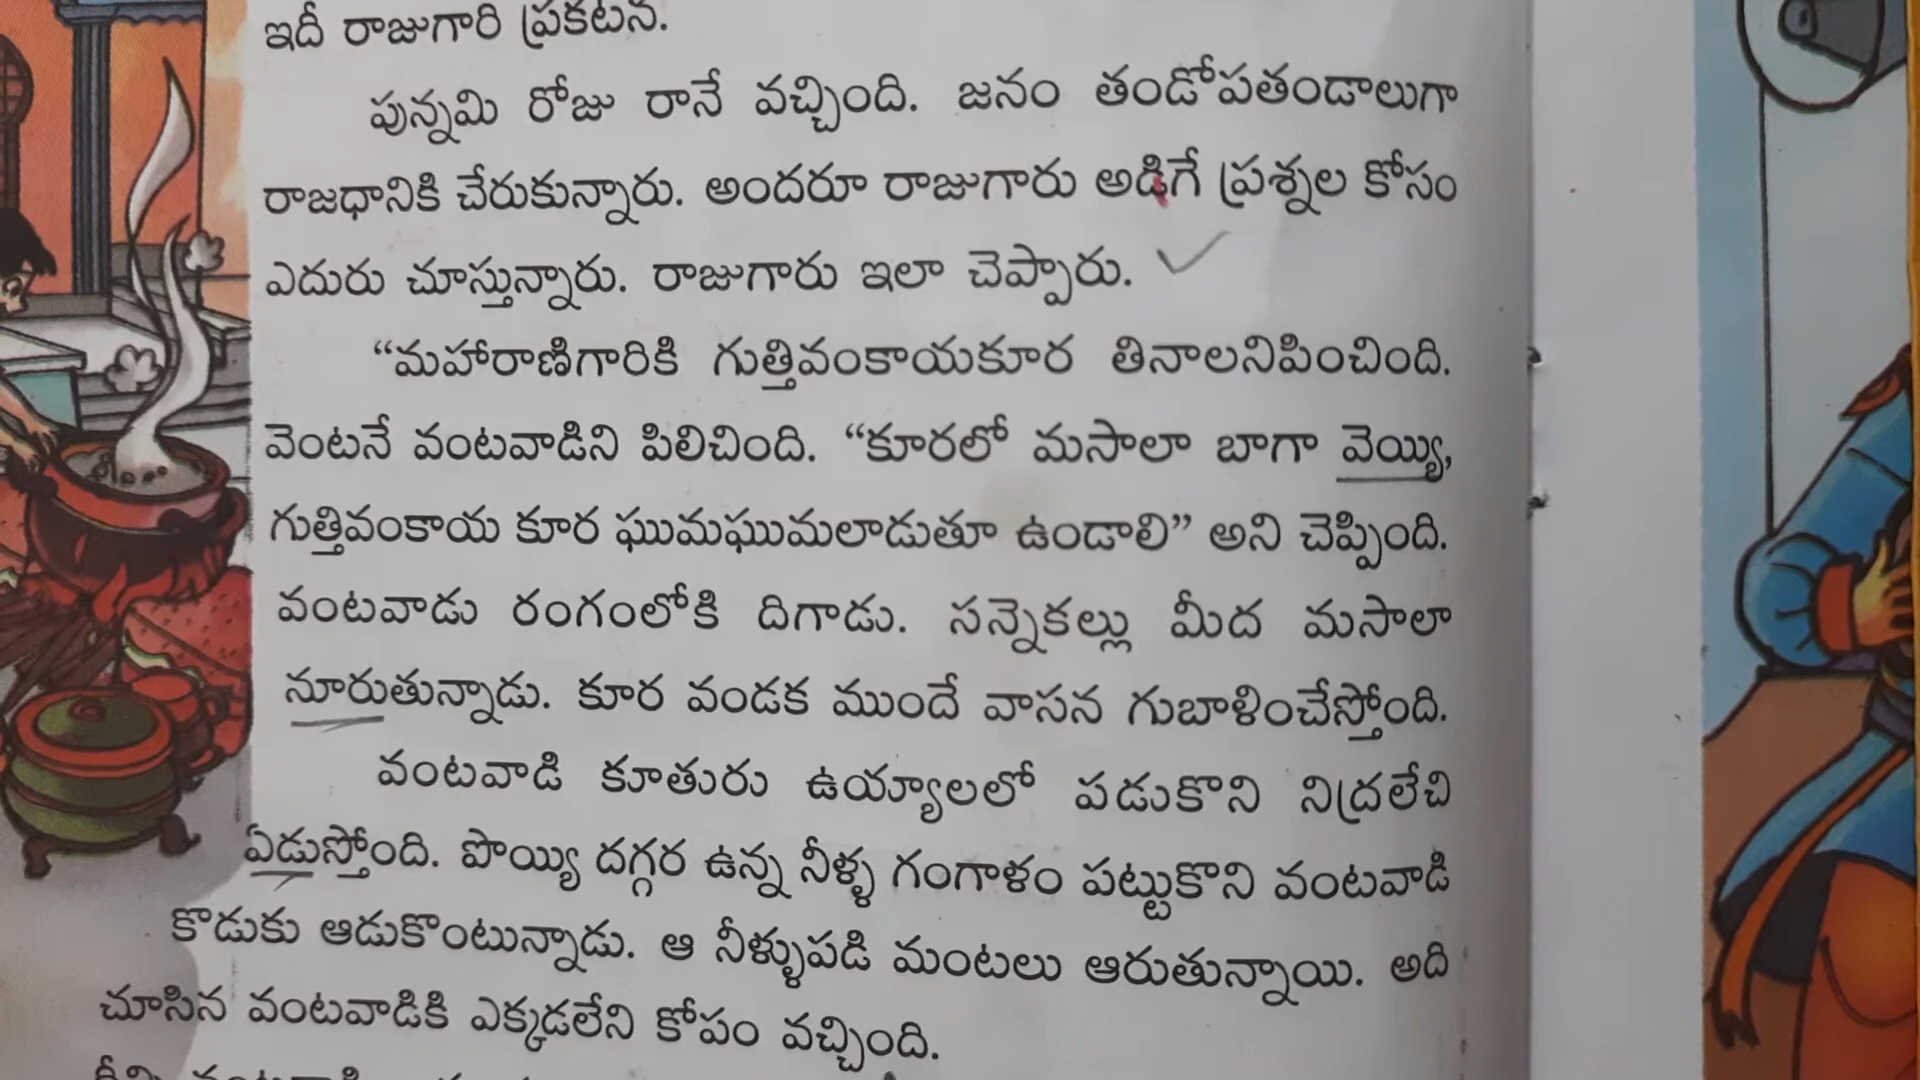 ఇదీ రాజుగారి ప్రకటన.
పున్నమి రోజు రానే వచ్చింది. జనం తండోపతండాలుగా
రాజధానికి చేరుకున్నారు. అందరూ రాజుగారు అడిగే ప్రశ్నల కోసం
ఎదురు చూస్తున్నారు. రాజుగారు ఇలా చెప్పారు.
“మహారాణిగారికి గుత్తివంకాయకూర తినాలనిపించింది.
వెంటనే వంటవాడిని పిలిచింది. “కూరలో మసాలా బాగా వెయ్యి,
గుత్తివంకాయ కూర ఘుమఘుమలాడుతూ ఉండాలి” అని చెప్పింది.
వంటవాడు రంగంలోకి దిగాడు. సన్నెకల్లు మీద మసాలా
నూరుతున్నాడు. కూర వండక ముందే వాసన గుబాళించేస్తోంది.
వంటవాడి కూతురు ఉయ్యాలలో పడుకొని నిద్రలేచి
ఏడుస్తోంది. పొయ్యి దగ్గర ఉన్న నీళ్ళ గంగాళం పట్టుకొని వంటవాడి
కొడుకు ఆడుకొంటున్నాడు. ఆ నీళ్ళుపడి మంటలు ఆరుతున్నాయి. అది
చూసిన వంటవాడికి ఎక్కడలేని కోపం వచ్చింది.